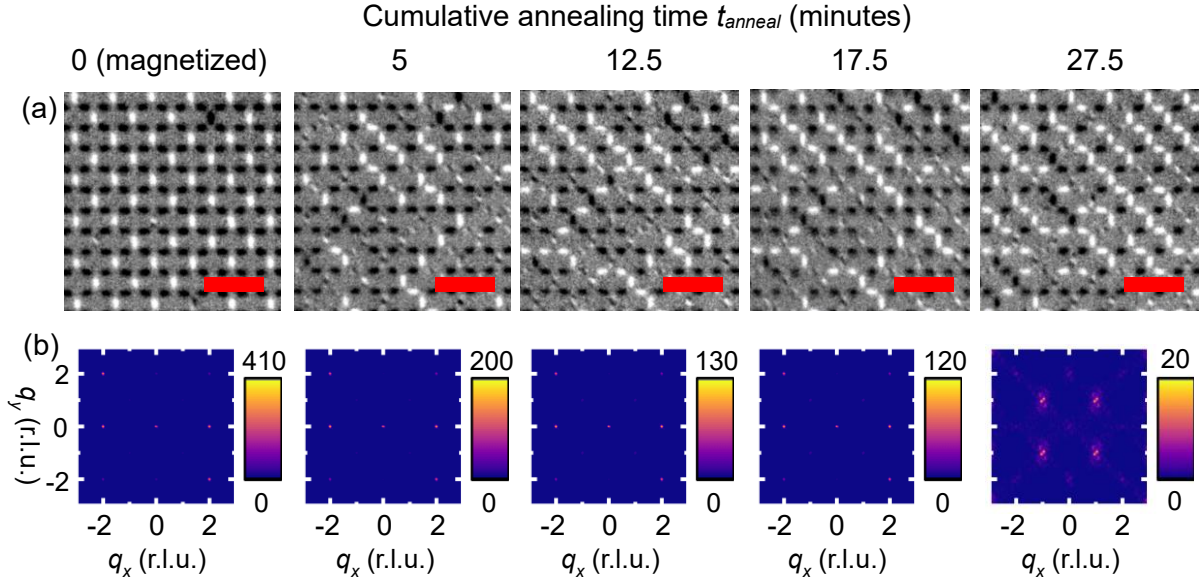 Cumulative annealing time t_anneal (minutes)
0 (magnetized) 5 12.5 17.5 27.5
(a)
(b)
410 200 130 120 20
2
0
-2
q_y (r.l.u.)
0 0 0 0 0
-2 0 2 -2 0 2 -2 0 2 -2 0 2 -2 0 2
q_x (r.l.u.) q_x (r.l.u.) q_x (r.l.u.) q_x (r.l.u.) q_x (r.l.u.)